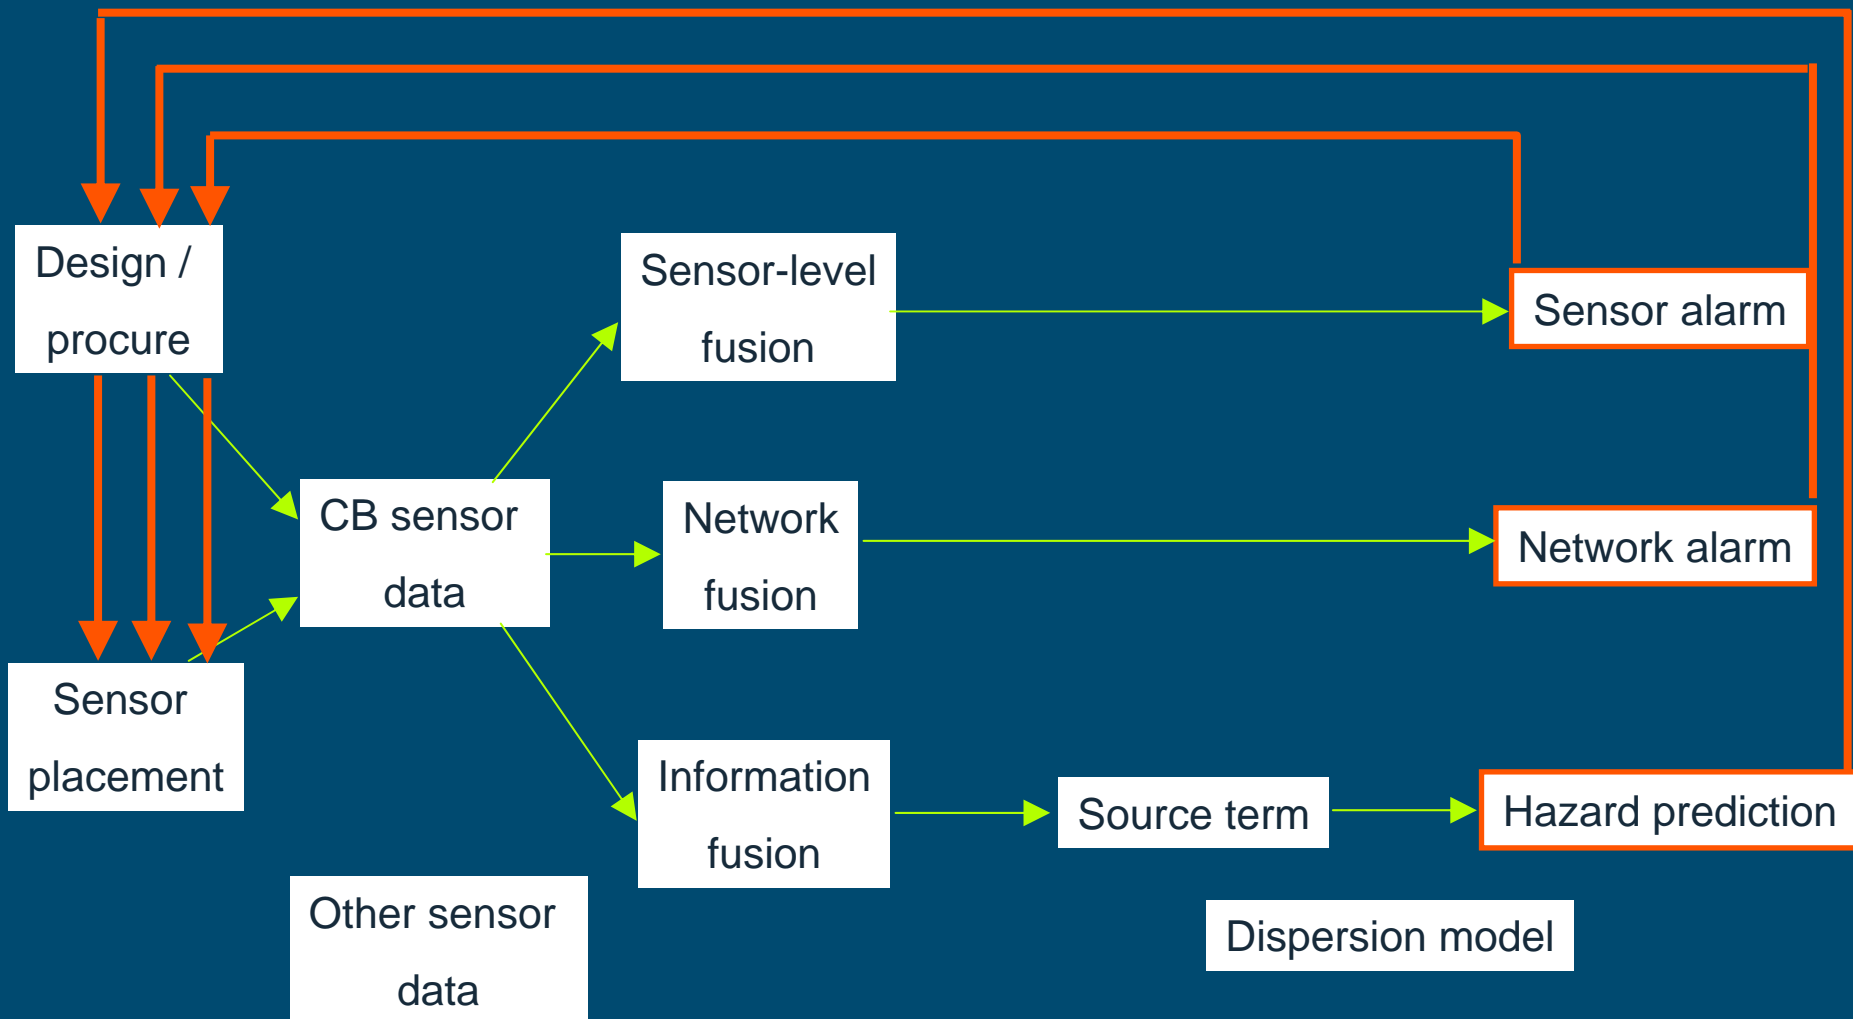 Design /
procure
Sensor-level
fusion
Sensor alarm
CB sensor
data
Network
fusion
Network alarm
Sensor
placement
Information
fusion
Source term
Hazard prediction
Other sensor
data
Dispersion model